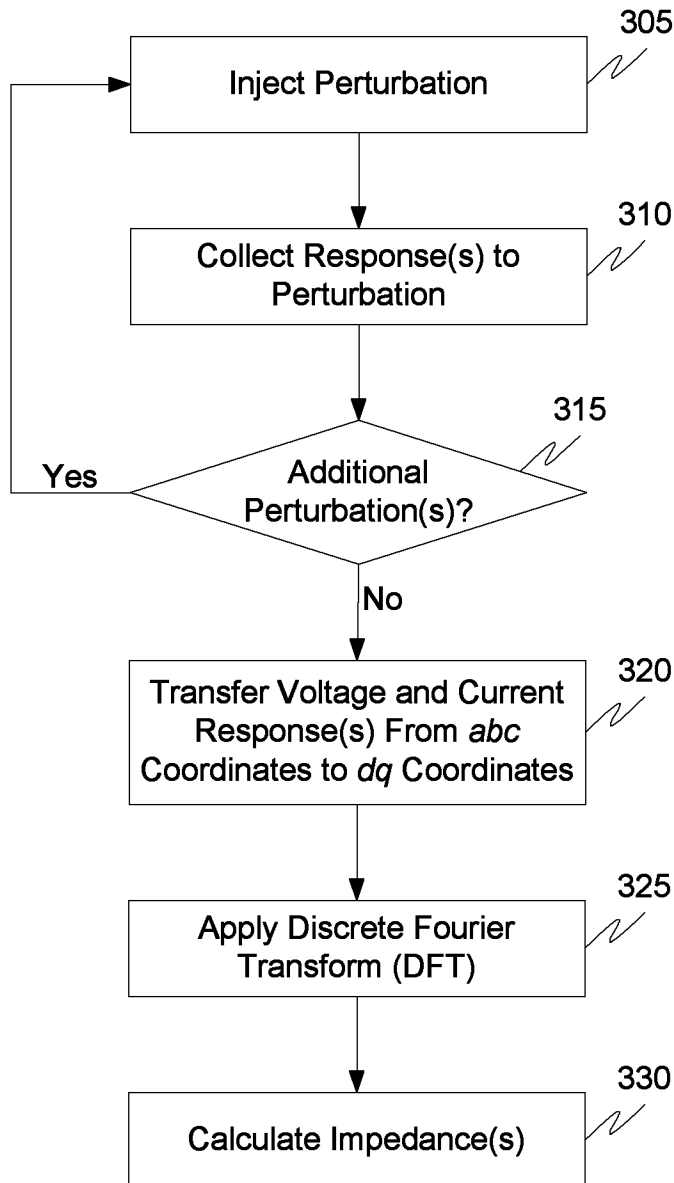 305
Inject Perturbation
310
Collect Response(s) to
Perturbation
315
Additional
Perturbation(s)?
Yes
No
320
Transfer Voltage and Current
Response(s) From abc
Coordinates to dq Coordinates
325
Apply Discrete Fourier
Transform (DFT)
330
Calculate Impedance(s)